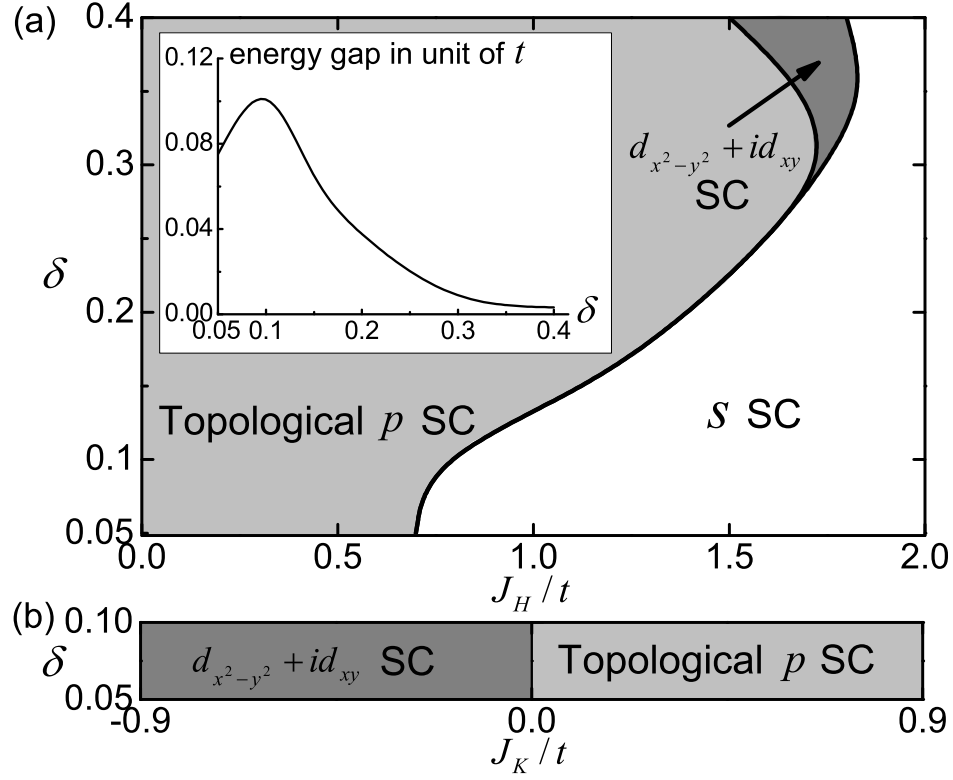 (a)
0.4
0.3
0.2
0.1
0.05
δ
energy gap in unit of t
0.12
0.08
0.04
0.00
0.05 0.1 0.2 0.3 0.4 δ
d_{x²−y²} + id_{xy}
SC
Topological p SC
s SC
0.0 0.5 1.0 1.5 2.0
J_H / t
(b)
0.10
δ
0.05
d_{x²−y²} + id_{xy} SC
Topological p SC
-0.9 0.0 0.9
J_K / t